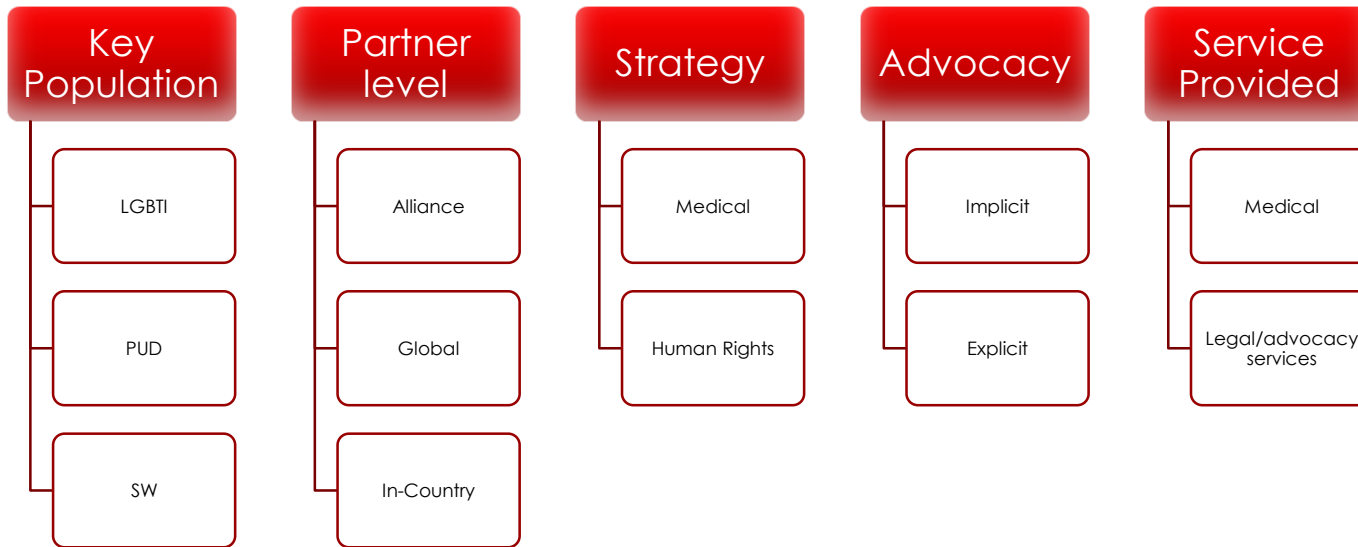 Key
Population
LGBTI
PUD
SW
Partner
level
Alliance
Global
In-Country
Strategy
Medical
Human Rights
Advocacy
Implicit
Explicit
Service
Provided
Medical
Legal/advocacy
services